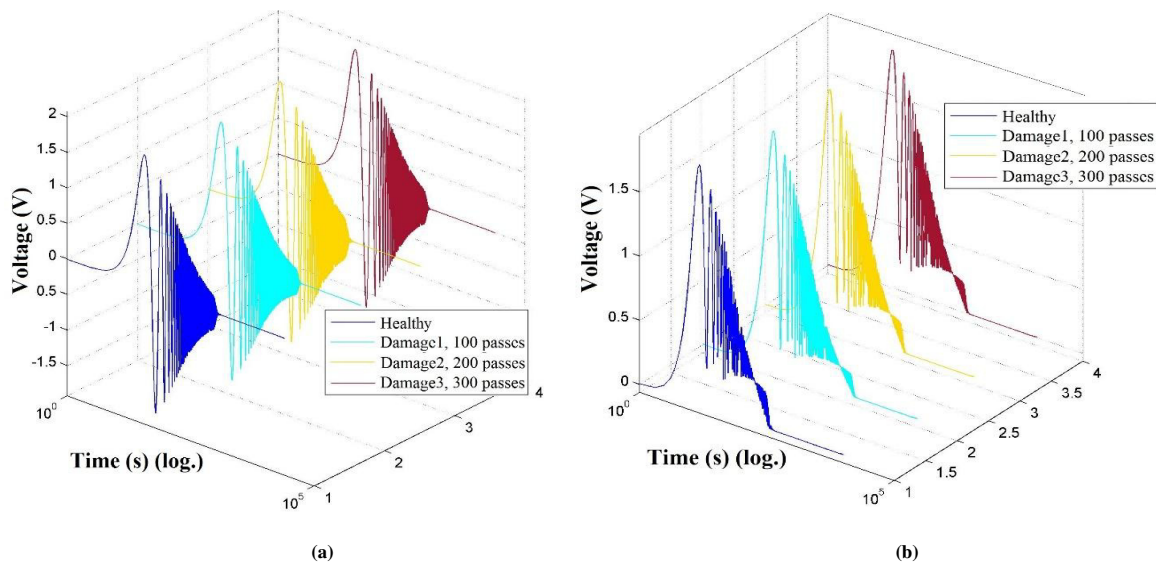 2
1.5
1
0.5
0
0.5
-1
-1.5
Voltage (V)
10^0
Time (s) (log.)
10^5
1
2
3
4
Healthy
Damage1, 100 passes
Damage2, 200 passes
Damage3, 300 passes
(a)
1.5
1
0.5
0
Voltage (V)
10^0
Time (s) (log.)
10^5
1
1.5
2
2.5
3
3.5
4
Healthy
Damage1, 100 passes
Damage2, 200 passes
Damage3, 300 passes
(b)